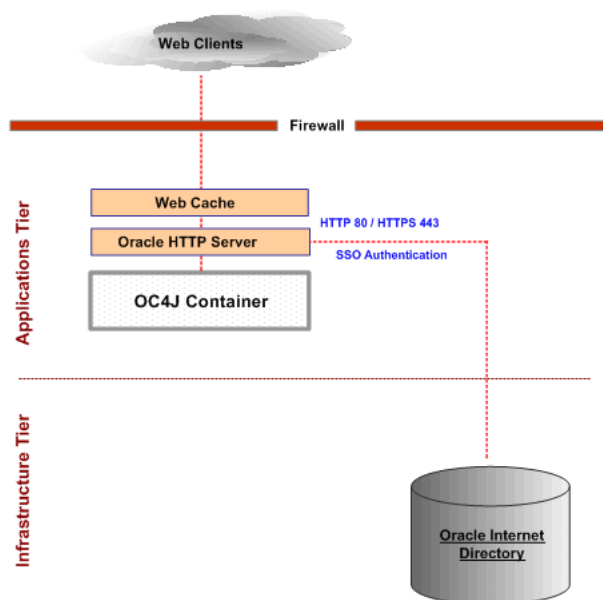 Web Clients
Firewall
Applications Tier
Web Cache
Oracle HTTP Server
HTTP 80 / HTTPS 443
SSO Authentication
OC4J Container
Infrastructure Tier
Oracle Internet
Directory